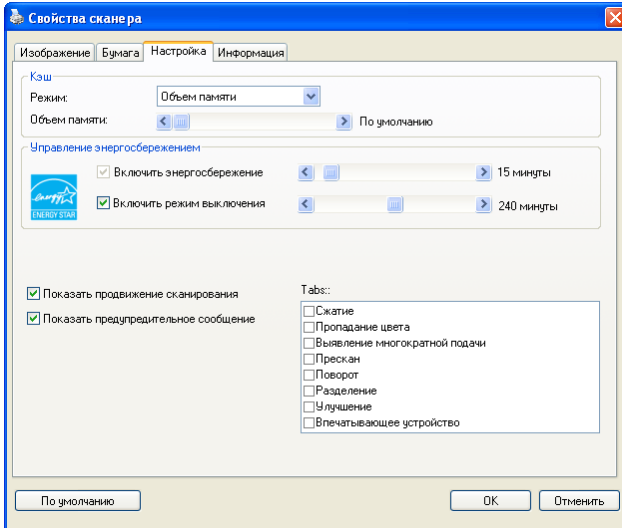 Свойства сканера
Изображение Бумага Настройка Информация
Кэш
Режим: Объем памяти
Объем памяти: По умолчанию
Управление энергосбережением
Включить энергосбережение 15 минуты
energy
ENERGY STAR
Включить режим выключения 240 минуты
Показать продвижение сканирования
Показать предупредительное сообщение
Tabs::
Сжатие
Пропадание цвета
Выявление многократной подачи
Прескан
Поворот
Разделение
Улучшение
Впечатывающее устройство
По умолчанию OK Отменить